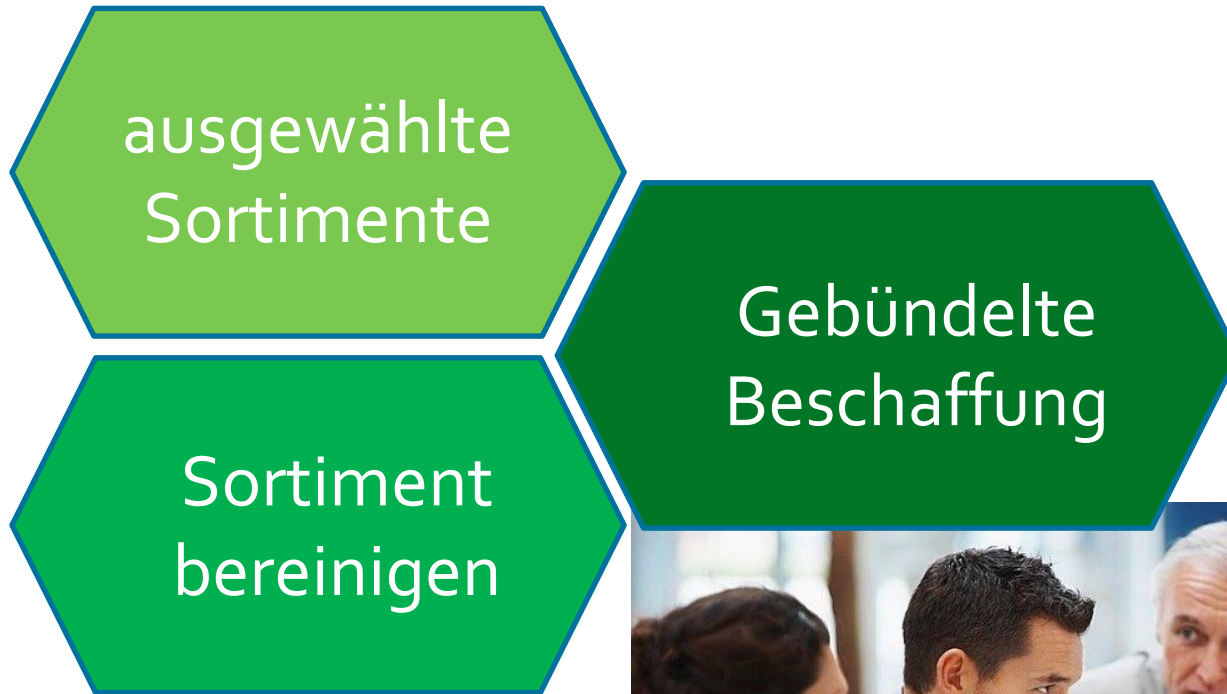 ausgewählte
Sortimente
Gebündelte
Beschaffung
Sortiment
bereinigen